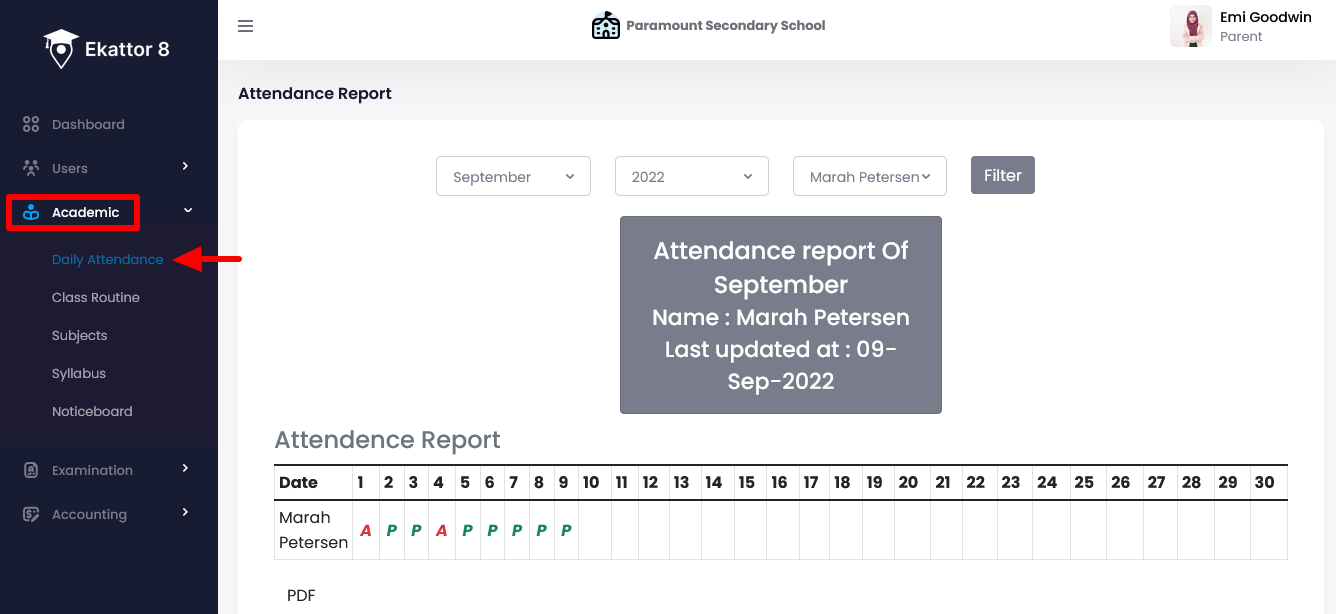 Ekattor 8
Dashboard
Users
Academic
Daily Attendance
Class Routine
Subjects
Syllabus
Noticeboard
Examination
Accounting
Paramount Secondary School
Emi Goodwin
Parent
Attendance Report
September
2022
Marah Petersen
Filter
Attendance report Of
September
Name : Marah Petersen
Last updated at : 09-
Sep-2022
Attendence Report
Date 1 2 3 4 5 6 7 8 9 10 11 12 13 14 15 16 17 18 19 20 21 22 23 24 25 26 27 28 29 30
Marah
Petersen
A P P A P P P P P
PDF